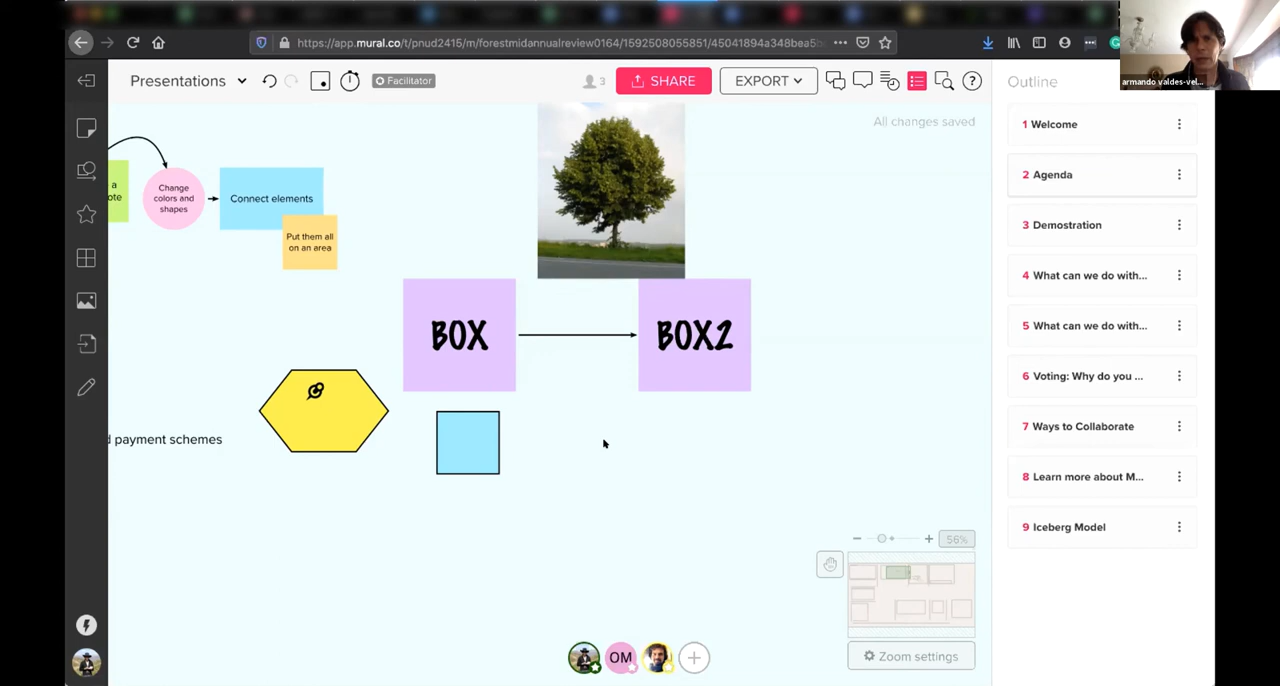 https://app.mural.co/t/pnud2415/m/forestmidannualreview0164/1592508055851/45041894a348bea5b
armando valdes-vel...
Presentations
Facilitator
3
SHARE
EXPORT
?
Outline
All changes saved
1 Welcome
2 Agenda
3 Demostration
4 What can we do with...
5 What can we do with...
6 Voting: Why do you ...
7 Ways to Collaborate
8 Learn more about M...
9 Iceberg Model
a
ote
Change
colors and
shapes
Connect elements
Put them all
on an area
BOX
BOX2
d payment schemes
56%
OM
Zoom settings